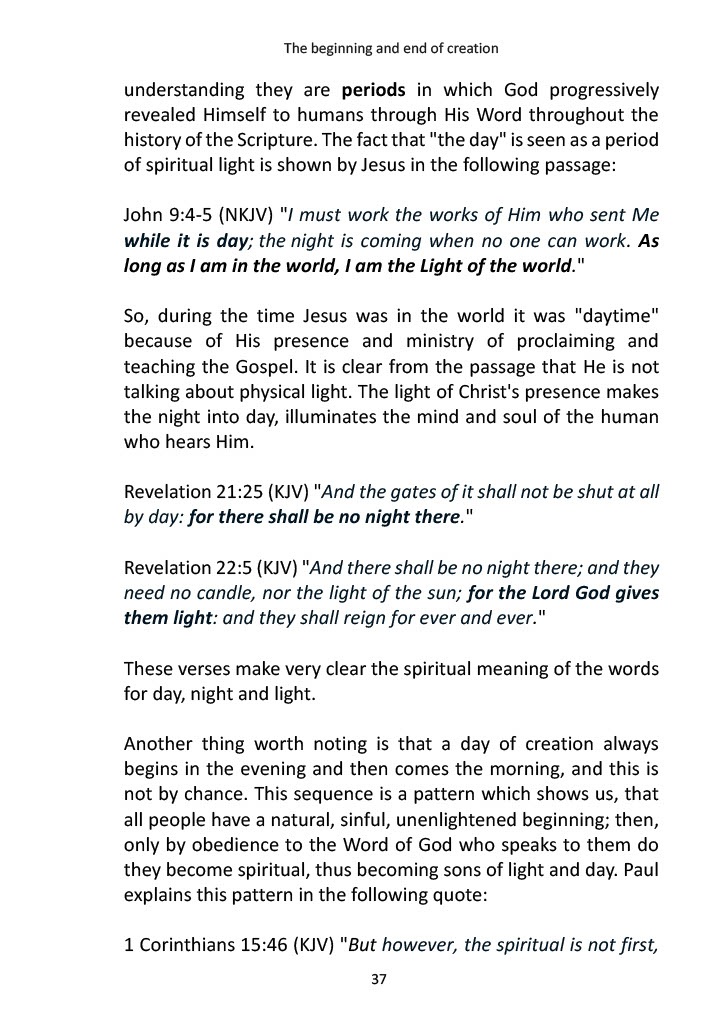 The beginning and end of creation
understanding they are periods in which God progressively
revealed Himself to humans through His Word throughout the
history of the Scripture. The fact that "the day" is seen as a period
of spiritual light is shown by Jesus in the following passage:
John 9:4-5 (NKJV) "I must work the works of Him who sent Me
while it is day; the night is coming when no one can work. As
long as I am in the world, I am the Light of the world."
So, during the time Jesus was in the world it was "daytime"
because of His presence and ministry of proclaiming and
teaching the Gospel. It is clear from the passage that He is not
talking about physical light. The light of Christ's presence makes
the night into day, illuminates the mind and soul of the human
who hears Him.
Revelation 21:25 (KJV) "And the gates of it shall not be shut at all
by day: for there shall be no night there."
Revelation 22:5 (KJV) "And there shall be no night there; and they
need no candle, nor the light of the sun; for the Lord God gives
them light: and they shall reign for ever and ever."
These verses make very clear the spiritual meaning of the words
for day, night and light.
Another thing worth noting is that a day of creation always
begins in the evening and then comes the morning, and this is
not by chance. This sequence is a pattern which shows us, that
all people have a natural, sinful, unenlightened beginning; then,
only by obedience to the Word of God who speaks to them do
they become spiritual, thus becoming sons of light and day. Paul
explains this pattern in the following quote:
1 Corinthians 15:46 (KJV) "But however, the spiritual is not first,
37